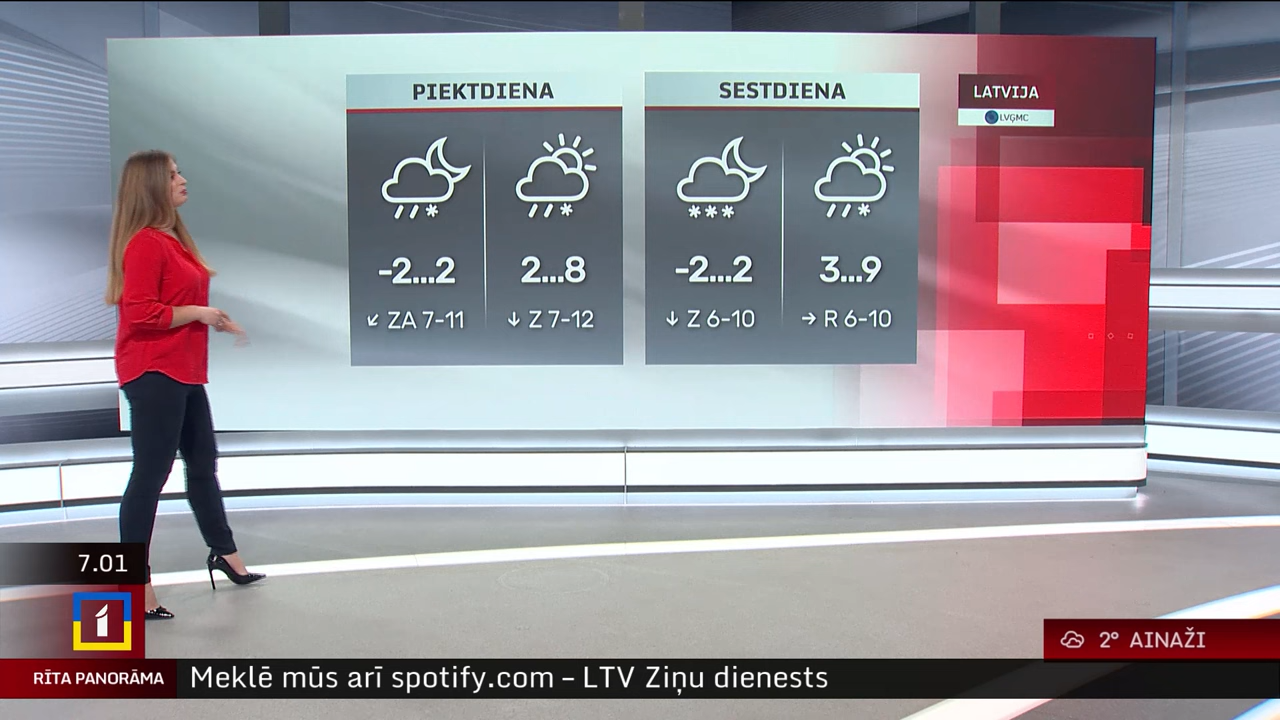 PIEKTDIENA
-2...2
2...8
ZA 7-11
Z 7-12
SESTDIENA
-2...2
3...9
Z 6-10
R 6-10
LATVIJA
LVĢMC
7.01
1
2° AINAŽI
RĪTA PANORĀMA
Meklē mūs arī spotify.com – LTV Ziņu dienests